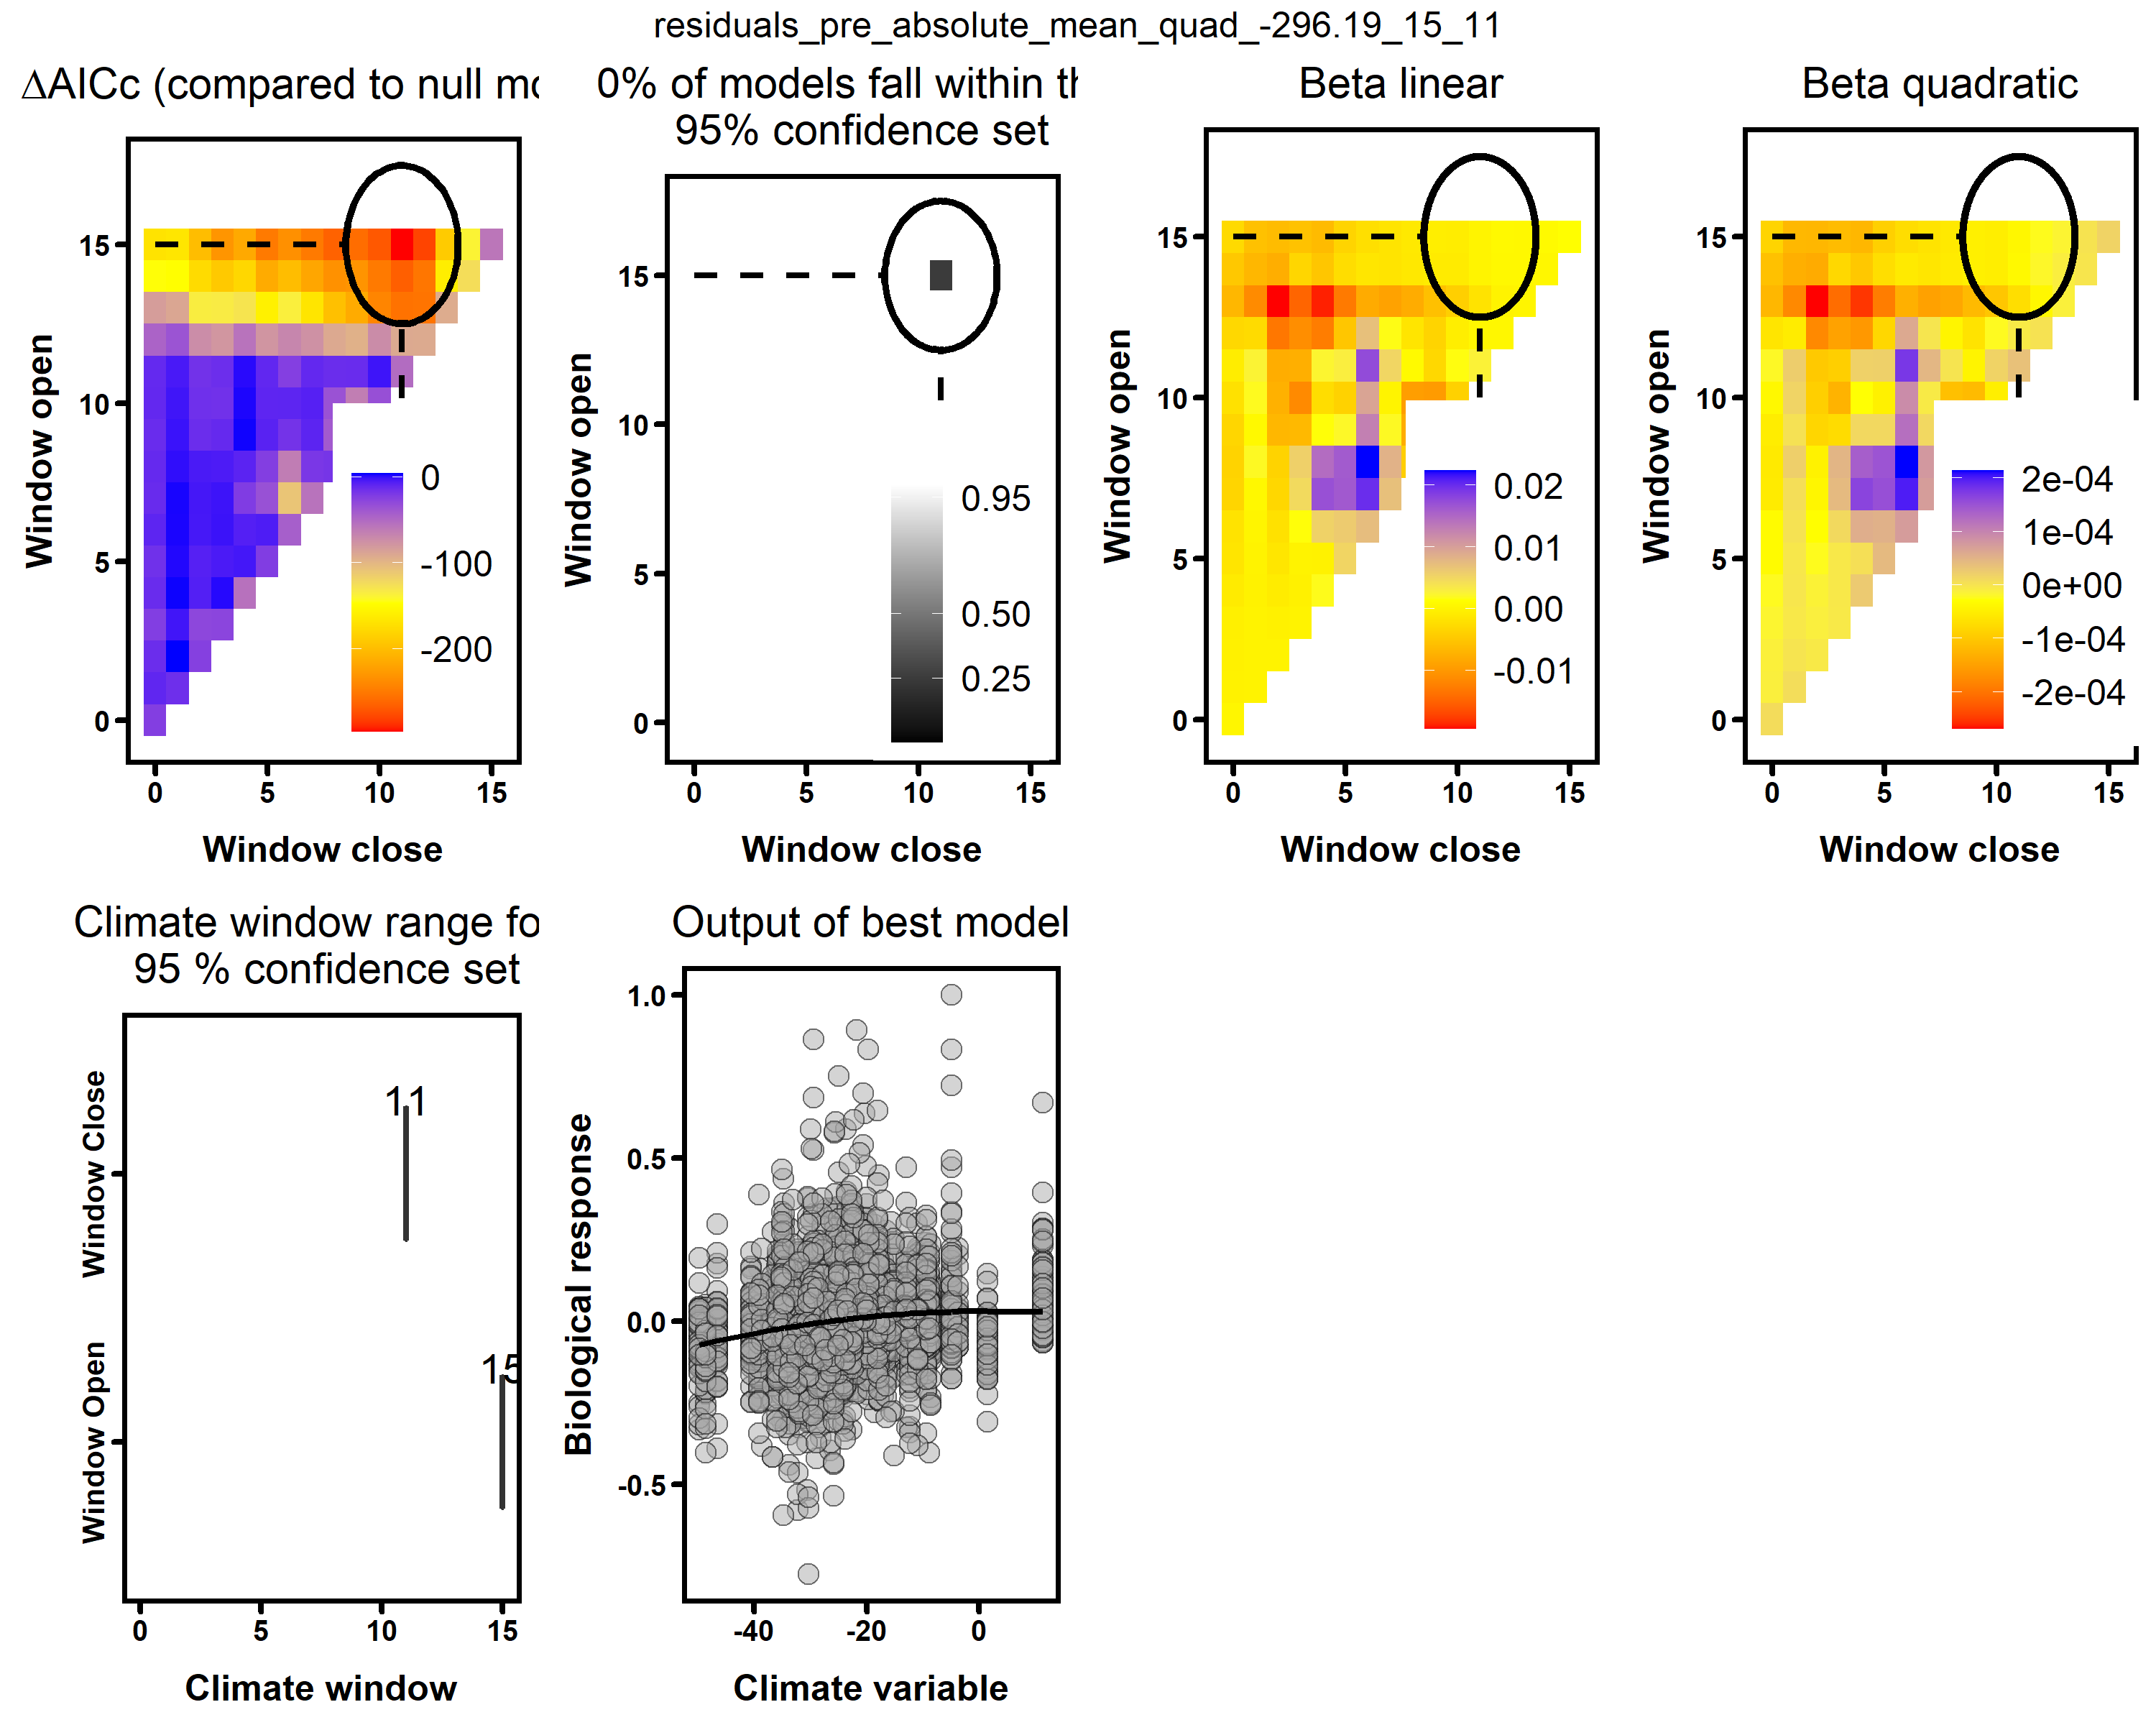 residuals_pre_absolute_mean_quad_-296.19_15_11
ΔAICc (compared to null mo
15
10
5
0
0
-100
-200
0 5 10 15
Window open
Window close
0% of models fall within th
95% confidence set
15
10
5
0
0.95
0.50
0.25
0 5 10 15
Window open
Window close
Beta linear
15
10
5
0
0.02
0.01
0.00
-0.01
0 5 10 15
Window open
Window close
Beta quadratic
15
10
5
0
2e-04
1e-04
0e+00
-1e-04
-2e-04
0 5 10 15
Window open
Window close
Climate window range fo
95 % confidence set
Window Close
Window Open
11
15
0 5 10 15
Climate window
Output of best model
1.0
0.5
0.0
-0.5
-40 -20 0
Biological response
Climate variable